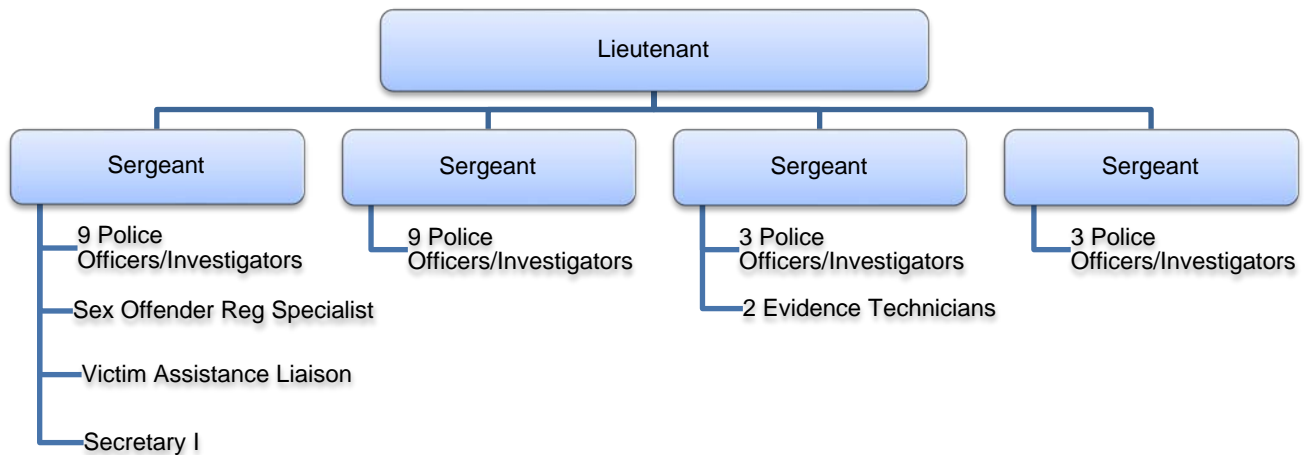 Lieutenant
Sergeant
9 Police
Officers/Investigators
Sex Offender Reg Specialist
Victim Assistance Liaison
Secretary I
Sergeant
9 Police
Officers/Investigators
Sergeant
3 Police
Officers/Investigators
2 Evidence Technicians
Sergeant
3 Police
Officers/Investigators